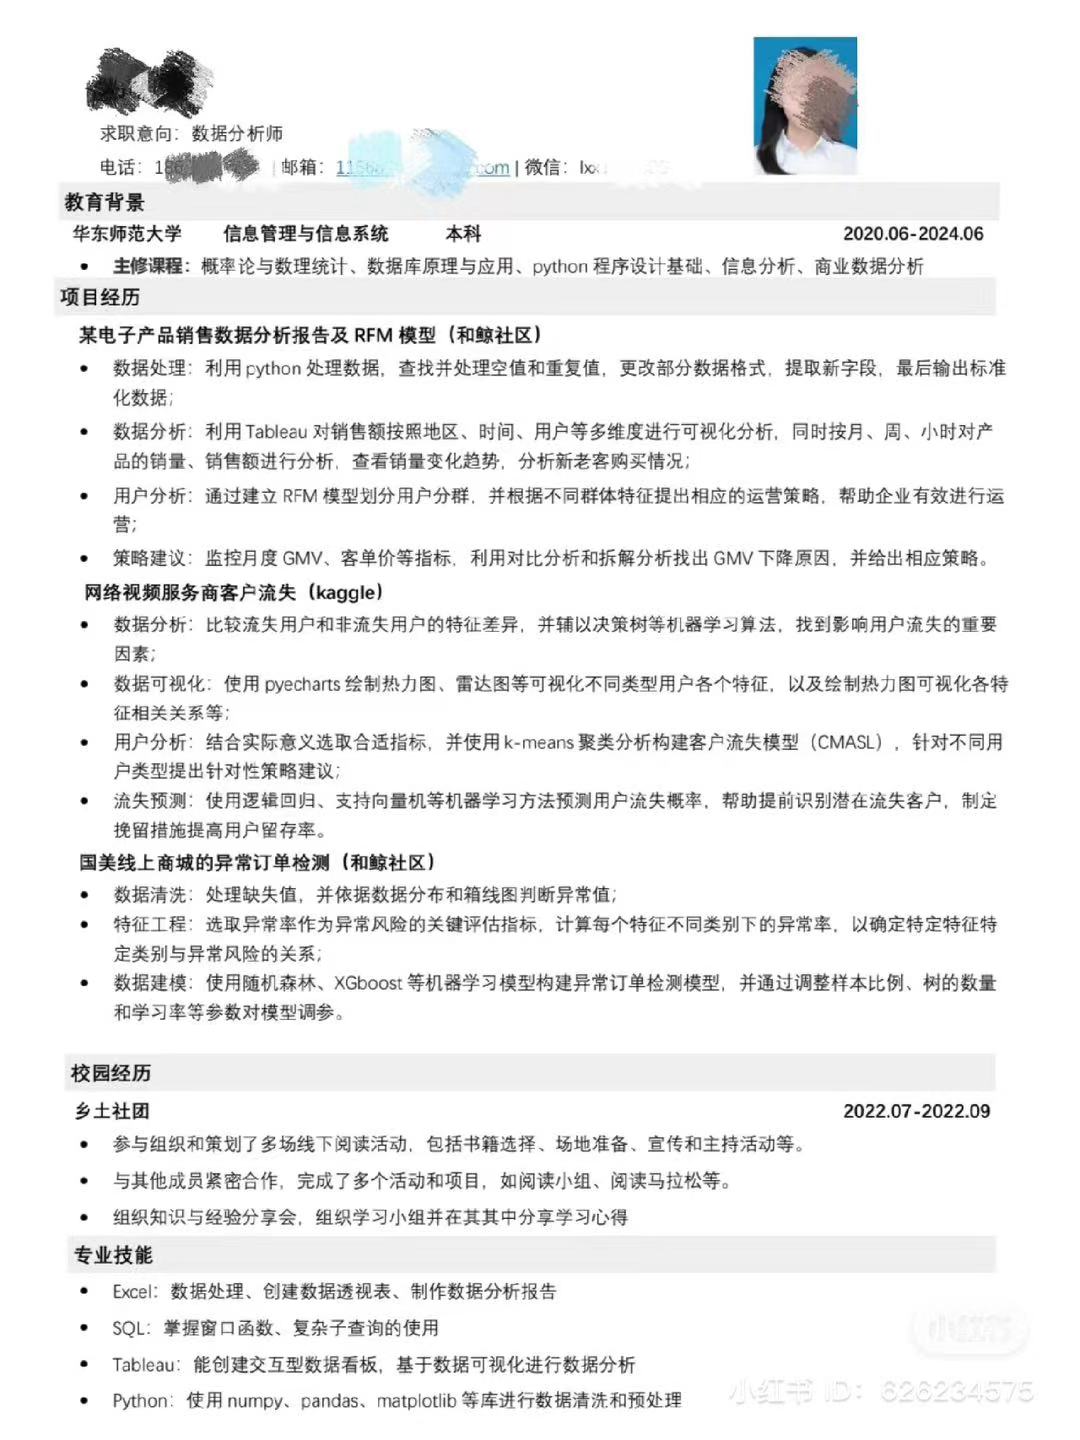 求职意向：数据分析师
电话： | 邮箱： | 微信：
教育背景
华东师范大学 信息管理与信息系统 本科 2020.06-2024.06
• 主修课程：概率论与数理统计、数据库原理与应用、python 程序设计基础、信息分析、商业数据分析
项目经历
某电子产品销售数据分析报告及 RFM 模型（和鲸社区）
• 数据处理：利用 python 处理数据，查找并处理空值和重复值，更改部分数据格式，提取新字段，最后输出标准
化数据；
• 数据分析：利用 Tableau 对销售额按照地区、时间、用户等多维度进行可视化分析，同时按月、周、小时对产
品的销量、销售额进行分析，查看销量变化趋势，分析新老客购买情况；
• 用户分析：通过建立 RFM 模型划分用户分群，并根据不同群体特征提出相应的运营策略，帮助企业有效进行运
营；
• 策略建议：监控月度 GMV、客单价等指标，利用对比分析和拆解分析找出 GMV 下降原因，并给出相应策略。
网络视频服务商客户流失（kaggle）
• 数据分析：比较流失用户和非流失用户的特征差异，并辅以决策树等机器学习算法，找到影响用户流失的重要
因素；
• 数据可视化：使用 pyecharts 绘制热力图、雷达图等可视化不同类型用户各个特征，以及绘制热力图可视化各特
征相关关系等；
• 用户分析：结合实际意义选取合适指标，并使用 k-means 聚类分析构建客户流失模型（CMASL），针对不同用
户类型提出针对性策略建议；
• 流失预测：使用逻辑回归、支持向量机等机器学习方法预测用户流失概率，帮助提前识别潜在流失客户，制定
挽留措施提高用户留存率。
国美线上商城的异常订单检测（和鲸社区）
• 数据清洗：处理缺失值，并依据数据分布和箱线图判断异常值；
• 特征工程：选取异常率作为异常风险的关键评估指标，计算每个特征不同类别下的异常率，以确定特定特征特
定类别与异常风险的关系；
• 数据建模：使用随机森林、XGboost 等机器学习模型构建异常订单检测模型，并通过调整样本比例、树的数量
和学习率等参数对模型调参。
校园经历
乡土社团 2022.07-2022.09
• 参与组织和策划了多场线下阅读活动，包括书籍选择、场地准备、宣传和主持活动等。
• 与其他成员紧密合作，完成了多个活动和项目，如阅读小组、阅读马拉松等。
• 组织知识与经验分享会，组织学习小组并在其其中分享学习心得
专业技能
• Excel：数据处理、创建数据透视表、制作数据分析报告
• SQL：掌握窗口函数、复杂子查询的使用
• Tableau：能创建交互型数据看板，基于数据可视化进行数据分析
• Python：使用 numpy、pandas、matplotlib 等库进行数据清洗和预处理
小红书
小红书 ID：626234575